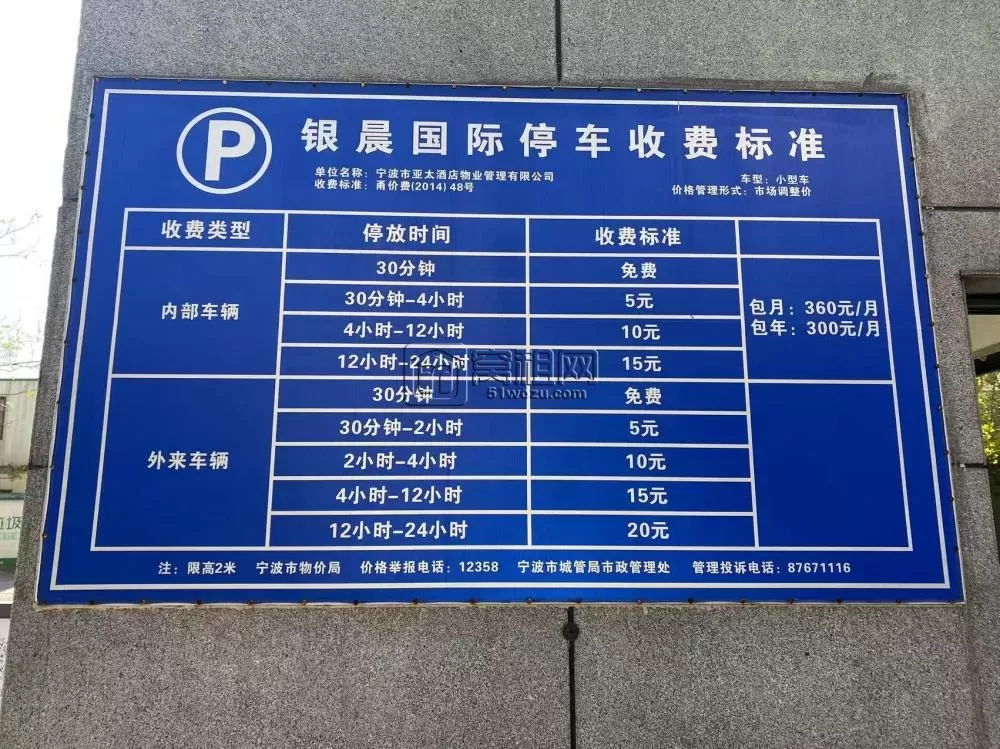 P
银晨国际停车收费标准
单位名称：宁波市亚太酒店物业管理有限公司
车型：小型车
收费标准：甬价费(2014)48号
价格管理形式：市场调整价
收费类型 停放时间 收费标准
内部车辆
30分钟 免费
30分钟-4小时 5元
4小时-12小时 10元
12小时-24小时 15元
包月：360元/月
包年：300元/月
外来车辆
30分钟 免费
30分钟-2小时 5元
2小时-4小时 10元
4小时-12小时 15元
12小时-24小时 20元
注：限高2米 宁波市物价局 价格举报电话：12358 宁波市城管局市政管理处 管理投诉电话：87671116
窝租网
51wczu.com
圾